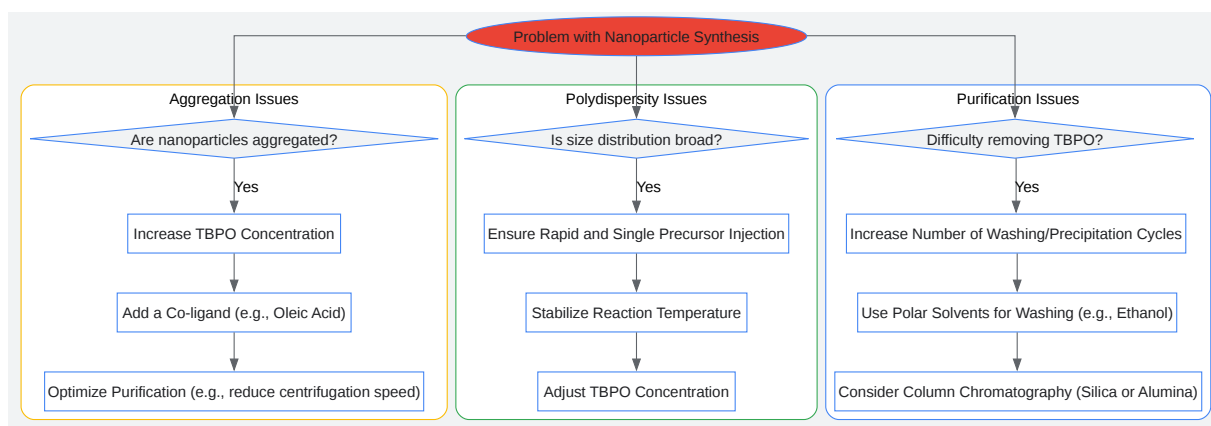 Problem with Nanoparticle Synthesis
Aggregation Issues
Are nanoparticles aggregated?
Yes
Increase TBPO Concentration
Add a Co-ligand (e.g., Oleic Acid)
Optimize Purification (e.g., reduce centrifugation speed)
Polydispersity Issues
Is size distribution broad?
Yes
Ensure Rapid and Single Precursor Injection
Stabilize Reaction Temperature
Adjust TBPO Concentration
Purification Issues
Difficulty removing TBPO?
Yes
Increase Number of Washing/Precipitation Cycles
Use Polar Solvents for Washing (e.g., Ethanol)
Consider Column Chromatography (Silica or Alumina)